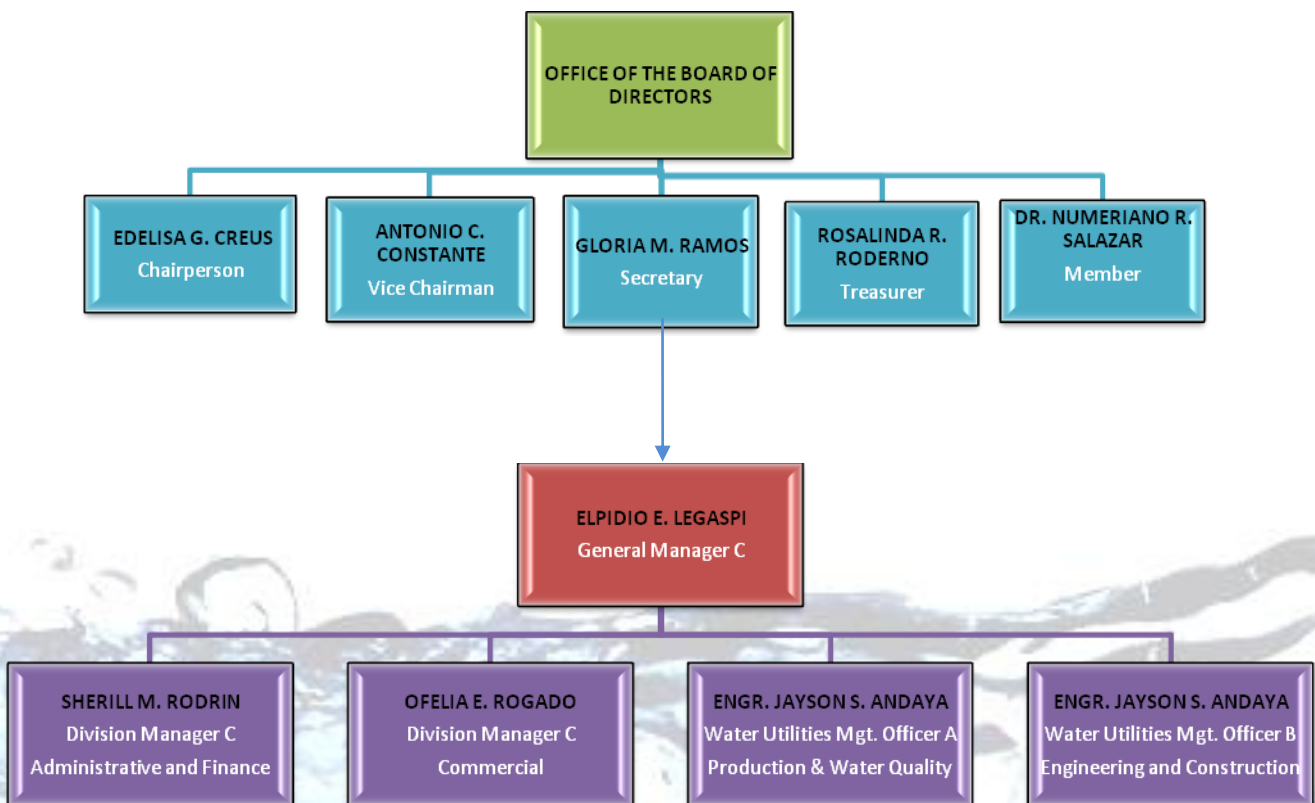 OFFICE OF THE BOARD OF
DIRECTORS
EDELISA G. CREUS
Chairperson
ANTONIO C.
CONSTANTE
Vice Chairman
GLORIA M. RAMOS
Secretary
ROSALINDA R.
RODERNO
Treasurer
DR. NUMERIANO R.
SALAZAR
Member
ELPIDIO E. LEGASPI
General Manager C
SHERILL M. RODRIN
Division Manager C
Administrative and Finance
OFELIA E. ROGADO
Division Manager C
Commercial
ENGR. JAYSON S. ANDAYA
Water Utilities Mgt. Officer A
Production & Water Quality
ENGR. JAYSON S. ANDAYA
Water Utilities Mgt. Officer B
Engineering and Construction